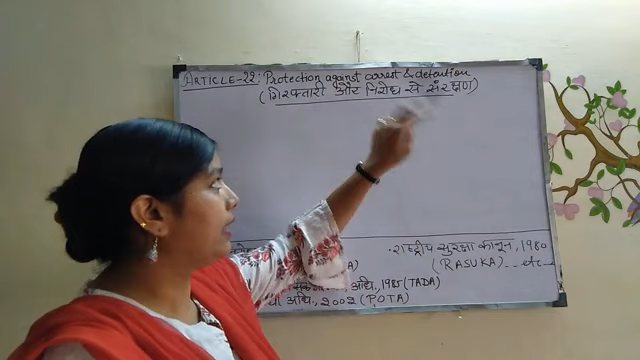 ARTICLE-22: Protection against arrest & detention
(गिरफ्तारी और निरोध से संरक्षण)
·राष्ट्रीय सुरक्षा कानून, 1980
(RASUKA)---etc--
अधि., 1985 (TADA)
अधि., 2002 (POTA)